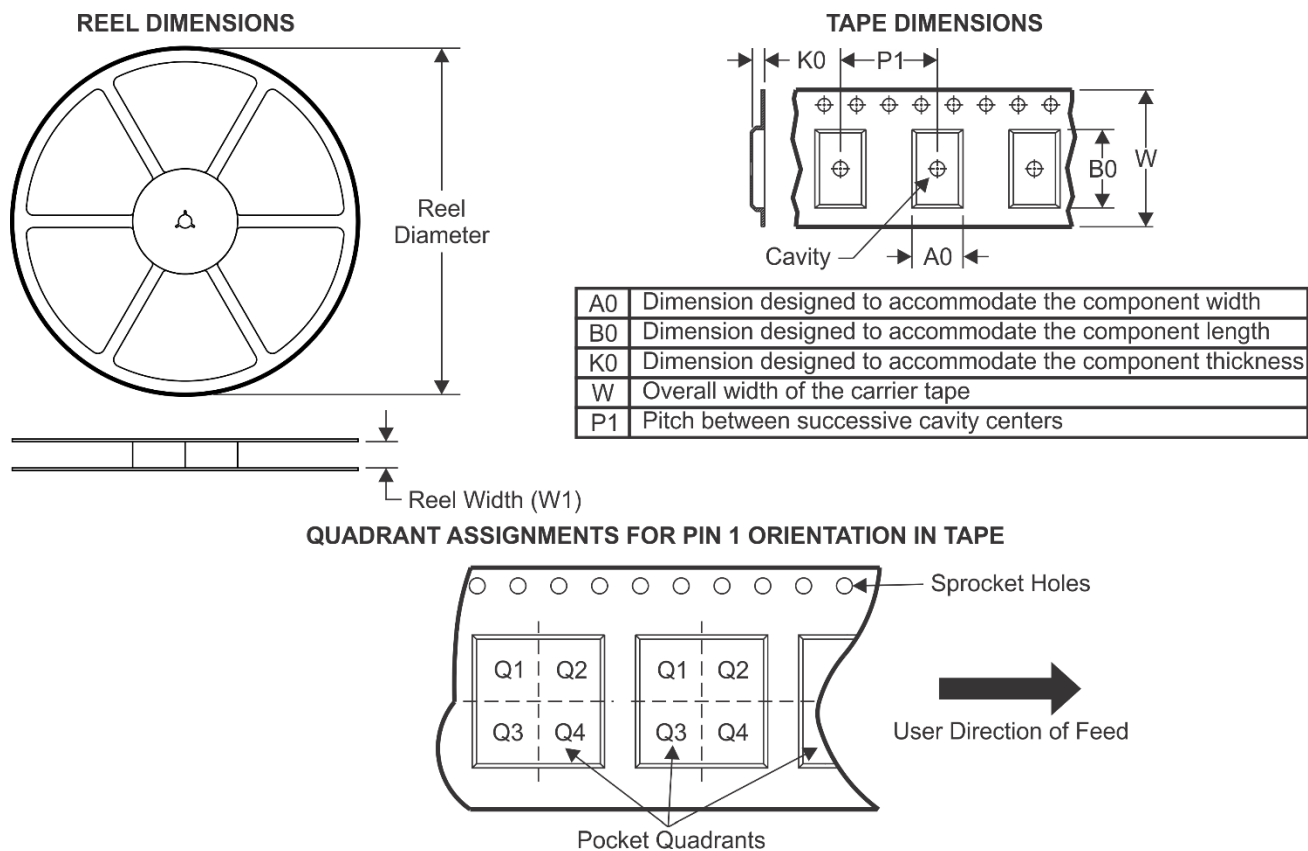 REEL DIMENSIONS
Reel
Diameter
Reel Width (W1)
TAPE DIMENSIONS
K0
P1
B0
W
Cavity
A0
A0 Dimension designed to accommodate the component width
B0 Dimension designed to accommodate the component length
K0 Dimension designed to accommodate the component thickness
W Overall width of the carrier tape
P1 Pitch between successive cavity centers
QUADRANT ASSIGNMENTS FOR PIN 1 ORIENTATION IN TAPE
Sprocket Holes
Q1 Q2 Q1 Q2
Q3 Q4 Q3 Q4
User Direction of Feed
Pocket Quadrants